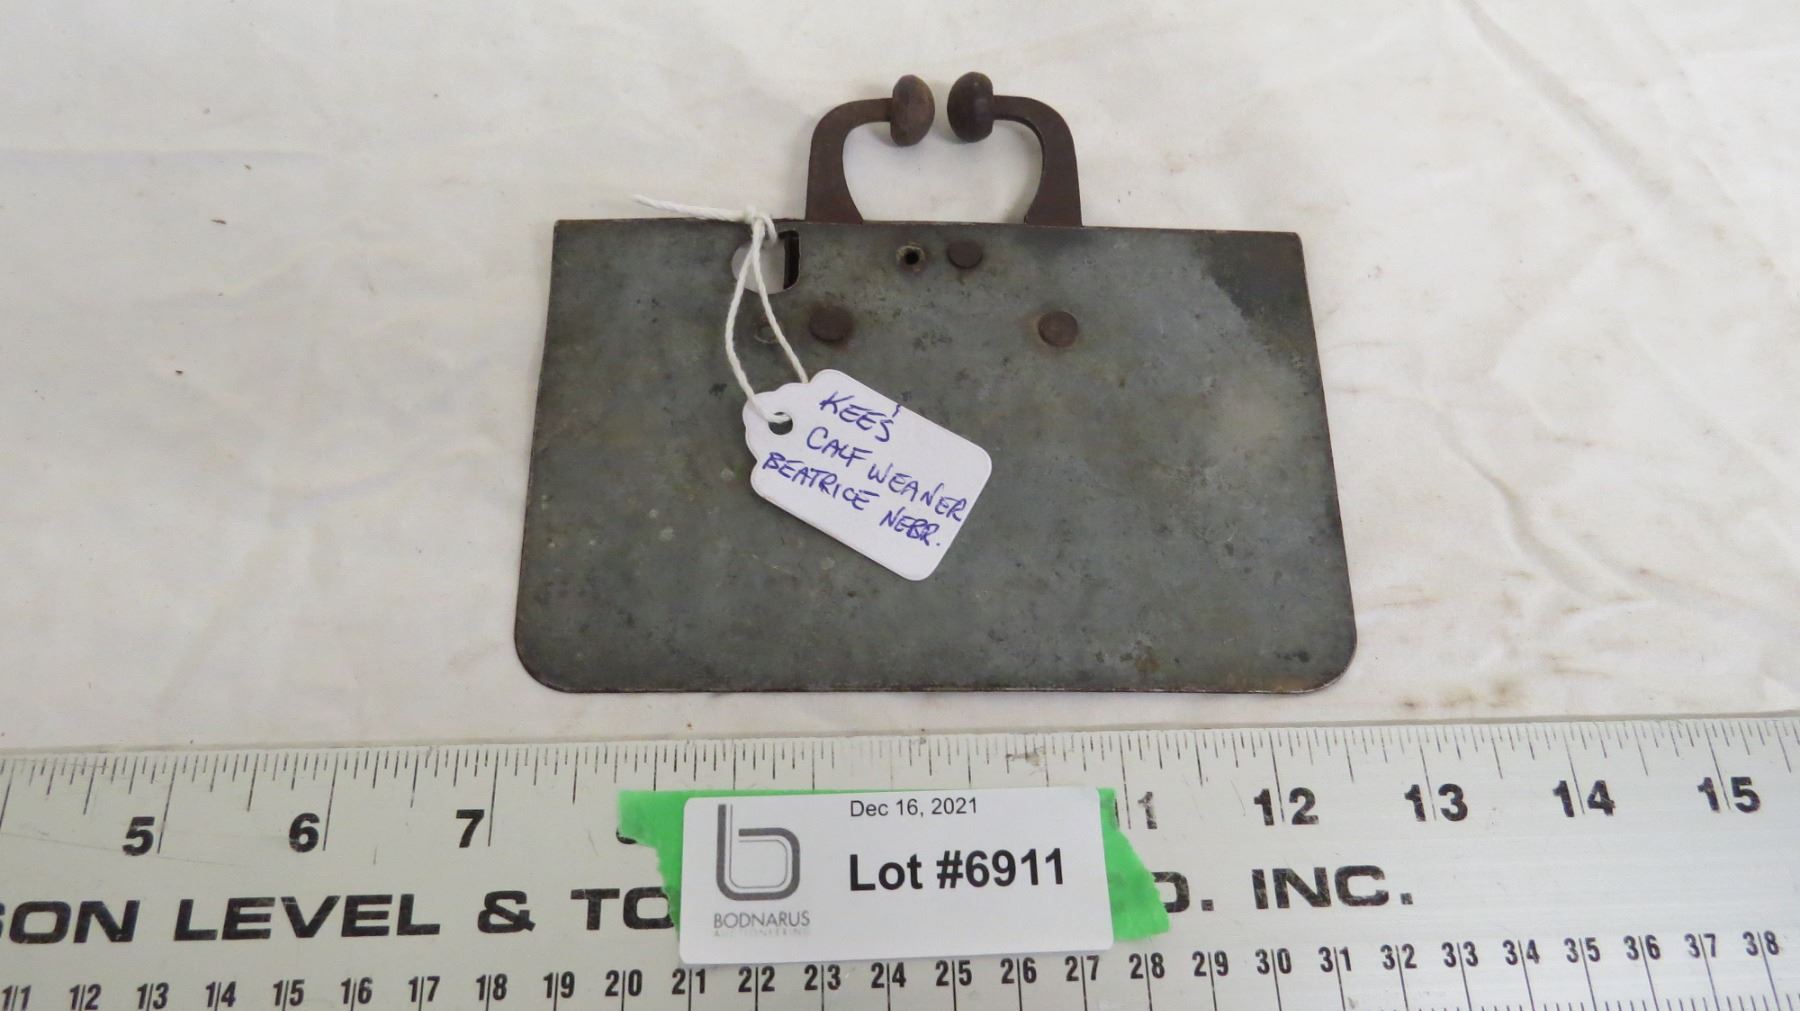 KEE'S
CALF WEANER
BEATRICE NEBR.
5 6 7 11 12 13 14 15
Dec 16, 2021
Lot #6911
BODNARUS
AUCTIONEERING
SON LEVEL & TO O. INC.
11 12 13 14 15 16 17 18 19 20 21 22 23 24 25 26 27 28 29 30 31 32 33 34 35 36 37 38